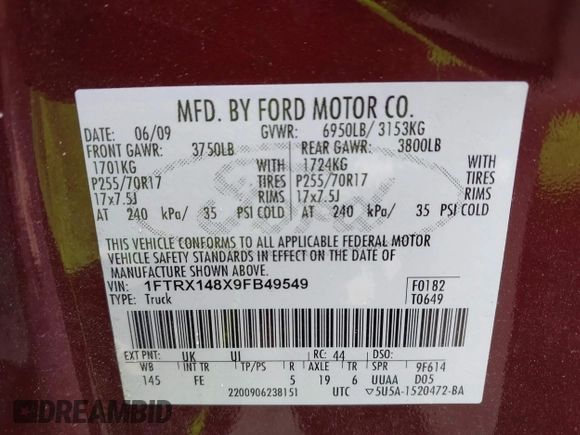 MFD. BY FORD MOTOR CO.
DATE: 06/09 GVWR: 6950LB/ 3153KG
FRONT GAWR: 3750LB REAR GAWR: 3800LB
1701KG WITH 1724KG WITH
P255/70R17 TIRES P255/70R17 TIRES
17x7.5J RIMS 17x7.5J RIMS
AT 240 kPa/ 35 PSI COLD AT 240 kPa/ 35 PSI COLD
THIS VEHICLE CONFORMS TO ALL APPLICABLE FEDERAL MOTOR
VEHICLE SAFETY STANDARDS IN EFFECT ON THE DATE OF
MANUFACTURE SHOWN ABOVE.
VIN: 1FTRX148X9FB49549 F0182
TYPE: Truck T0649
EXT PNT: UK UI RC: 44 DSO:
WB INT TR TP/PS R AXLE TR SPR 9F614
145 FE 5 19 6 UUAA D05
220090623B151 UTC ▽5U5A-1520472-BA
DREAMBID